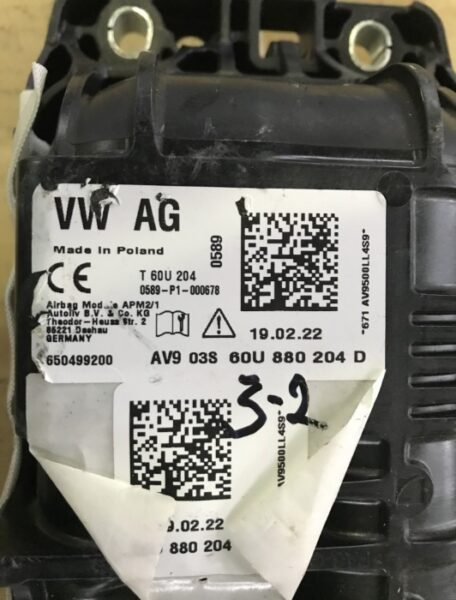 VW AG
Made in Poland
CE
T 60U 204
0589-P1-000678
0589
Airbag Module APM2/1
Autoliv B.V. & Co. KG
Theodor-Heuss Str. 2
85221 Dachau
GERMANY
19.02.22
650499200
AV9 03S 60U 880 204 D
*671 AV9500LL4S9*
3-2
AV9500LL4S9*
9.02.22
880 204